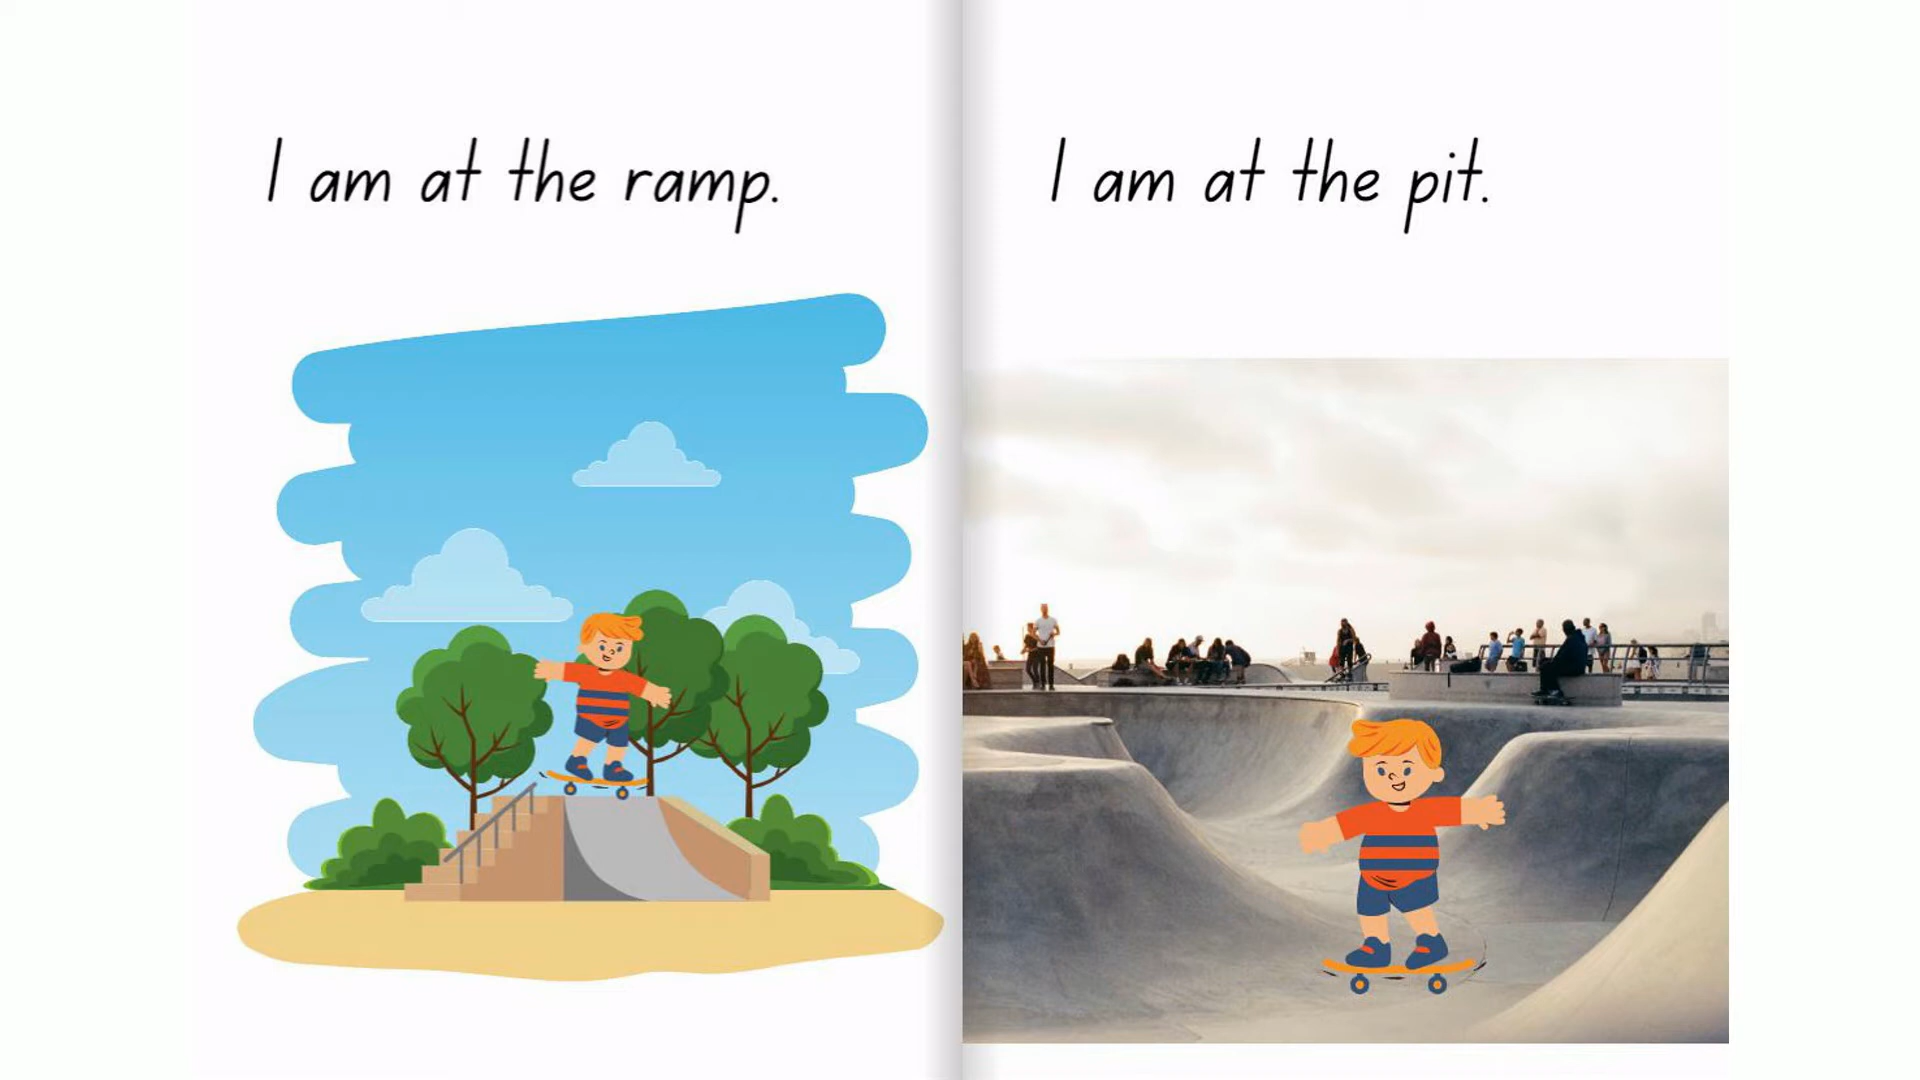 I am at the ramp.
I am at the pit.